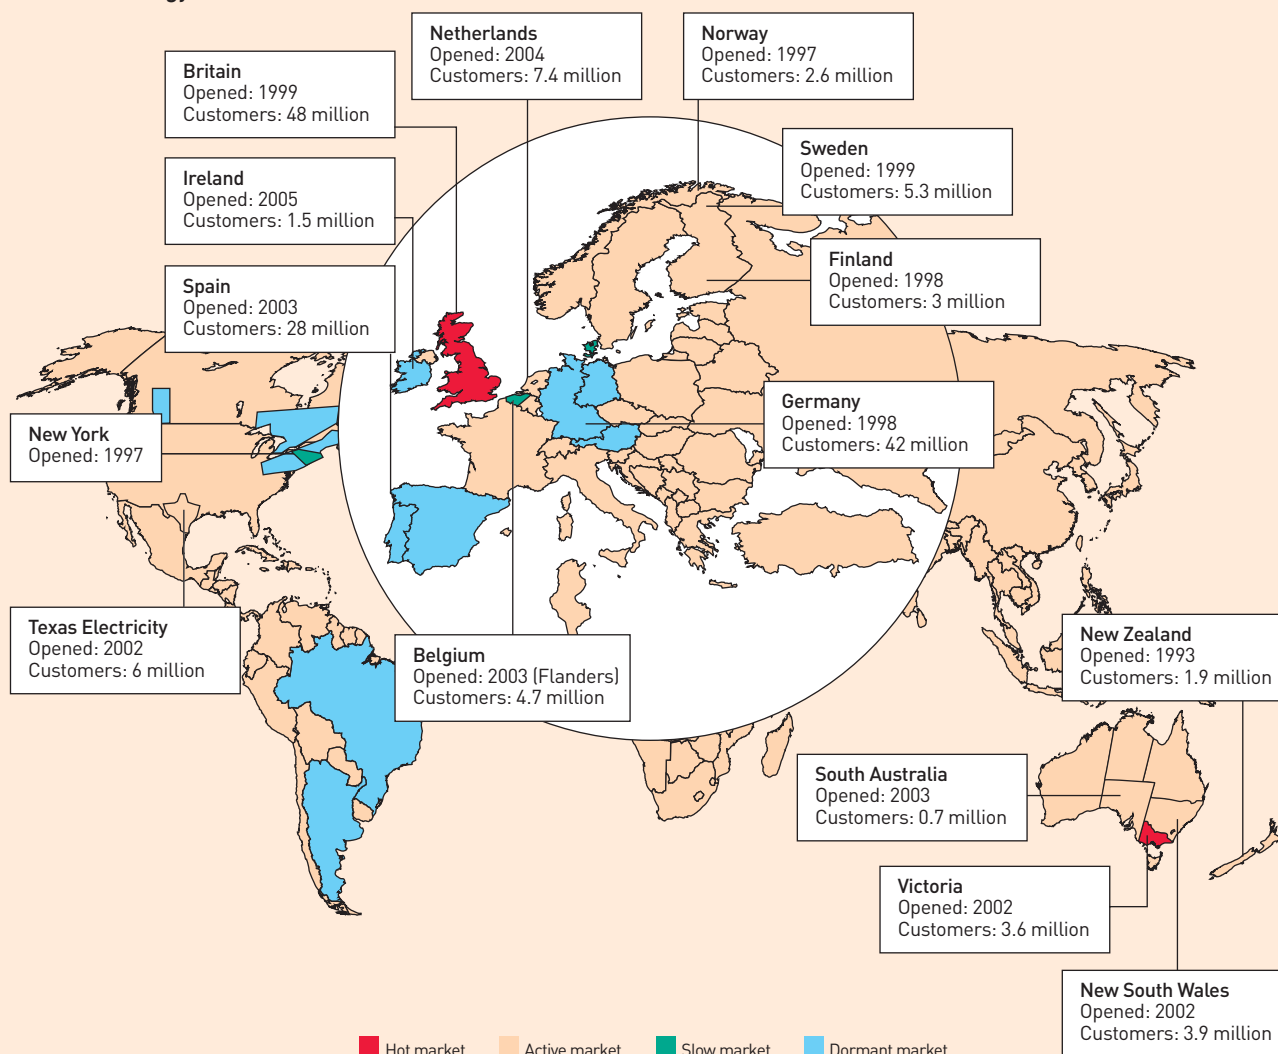 Netherlands
Opened: 2004
Customers: 7.4 million
Norway
Opened: 1997
Customers: 2.6 million
Britain
Opened: 1999
Customers: 48 million
Sweden
Opened: 1999
Customers: 5.3 million
Ireland
Opened: 2005
Customers: 1.5 million
Finland
Opened: 1998
Customers: 3 million
Spain
Opened: 2003
Customers: 28 million
Germany
Opened: 1998
Customers: 42 million
New York
Opened: 1997
Texas Electricity
Opened: 2002
Customers: 6 million
Belgium
Opened: 2003 (Flanders)
Customers: 4.7 million
New Zealand
Opened: 1993
Customers: 1.9 million
South Australia
Opened: 2003
Customers: 0.7 million
Victoria
Opened: 2002
Customers: 3.6 million
New South Wales
Opened: 2002
Customers: 3.9 million
Hot market
Active market
Slow market
Dormant market